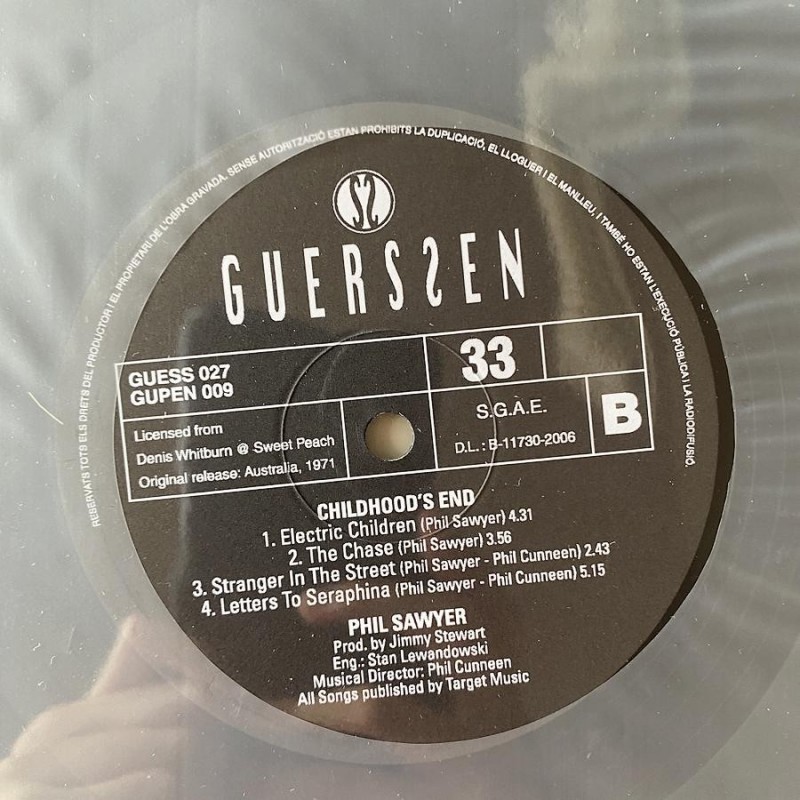 RESERVATS TOTS ELS DRETS DEL PRODUCTOR I EL PROPIETARI DE L'OBRA GRAVADA. SENSE AUTORITZACIÓ ESTAN PROHIBITS LA DUPLICACIÓ, EL LLOGUER I EL MANLLEU, I TAMBÉ HO ESTAN L'EXECUCIÓ PÚBLICA I LA RADIODIFUSIÓ.
GUERSSEN
GUESS 027
GUPEN 009
33
Licensed from
Denis Whitburn @ Sweet Peach
Original release: Australia, 1971
S.G.A.E.
D.L.: B-11730-2006
B
CHILDHOOD'S END
1. Electric Children (Phil Sawyer) 4.31
2. The Chase (Phil Sawyer) 3.56
3. Stranger In The Street (Phil Sawyer - Phil Cunneen) 2.43
4. Letters To Seraphina (Phil Sawyer - Phil Cunneen) 5.15
PHIL SAWYER
Prod. by Jimmy Stewart
Eng.: Stan Lewandowski
Musical Director: Phil Cunneen
All Songs published by Target Music